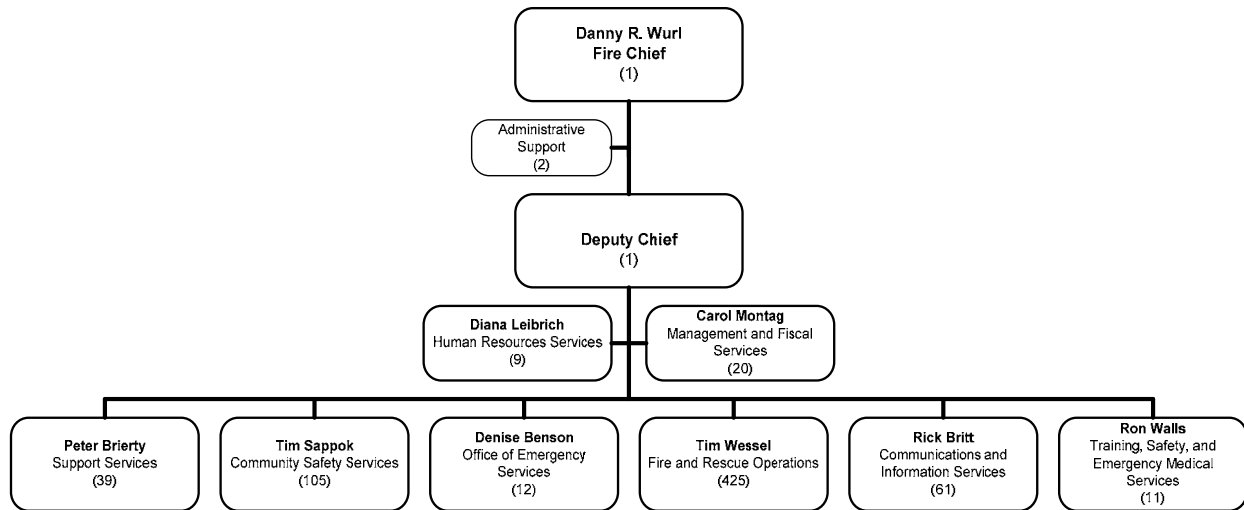 Danny R. Wurl
Fire Chief
(1)
Administrative
Support
(2)
Deputy Chief
(1)
Diana Leibrich
Human Resources Services
(9)
Carol Montag
Management and Fiscal
Services
(20)
Peter Brierty
Support Services
(39)
Tim Sappok
Community Safety Services
(105)
Denise Benson
Office of Emergency
Services
(12)
Tim Wessel
Fire and Rescue Operations
(425)
Rick Britt
Communications and
Information Services
(61)
Ron Walls
Training, Safety, and
Emergency Medical
Services
(11)